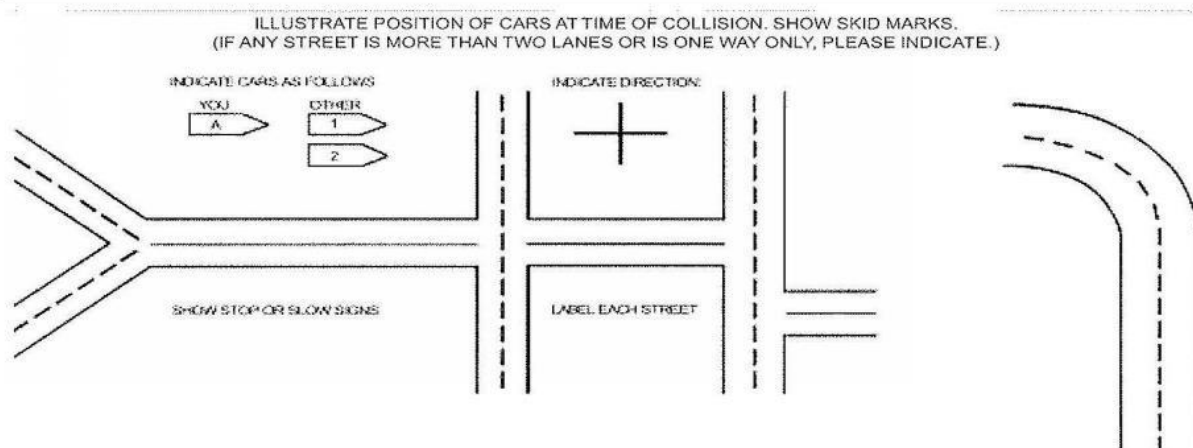 ILLUSTRATE POSITION OF CARS AT TIME OF COLLISION. SHOW SKID MARKS.
(IF ANY STREET IS MORE THAN TWO LANES OR IS ONE WAY ONLY, PLEASE INDICATE.)
INDICATE CARS AS FOLLOWS
INDICATE DIRECTION:
YOU
OTHER
A
1
2
SHOW STOP OR SLOW SIGNS
LABEL EACH STREET